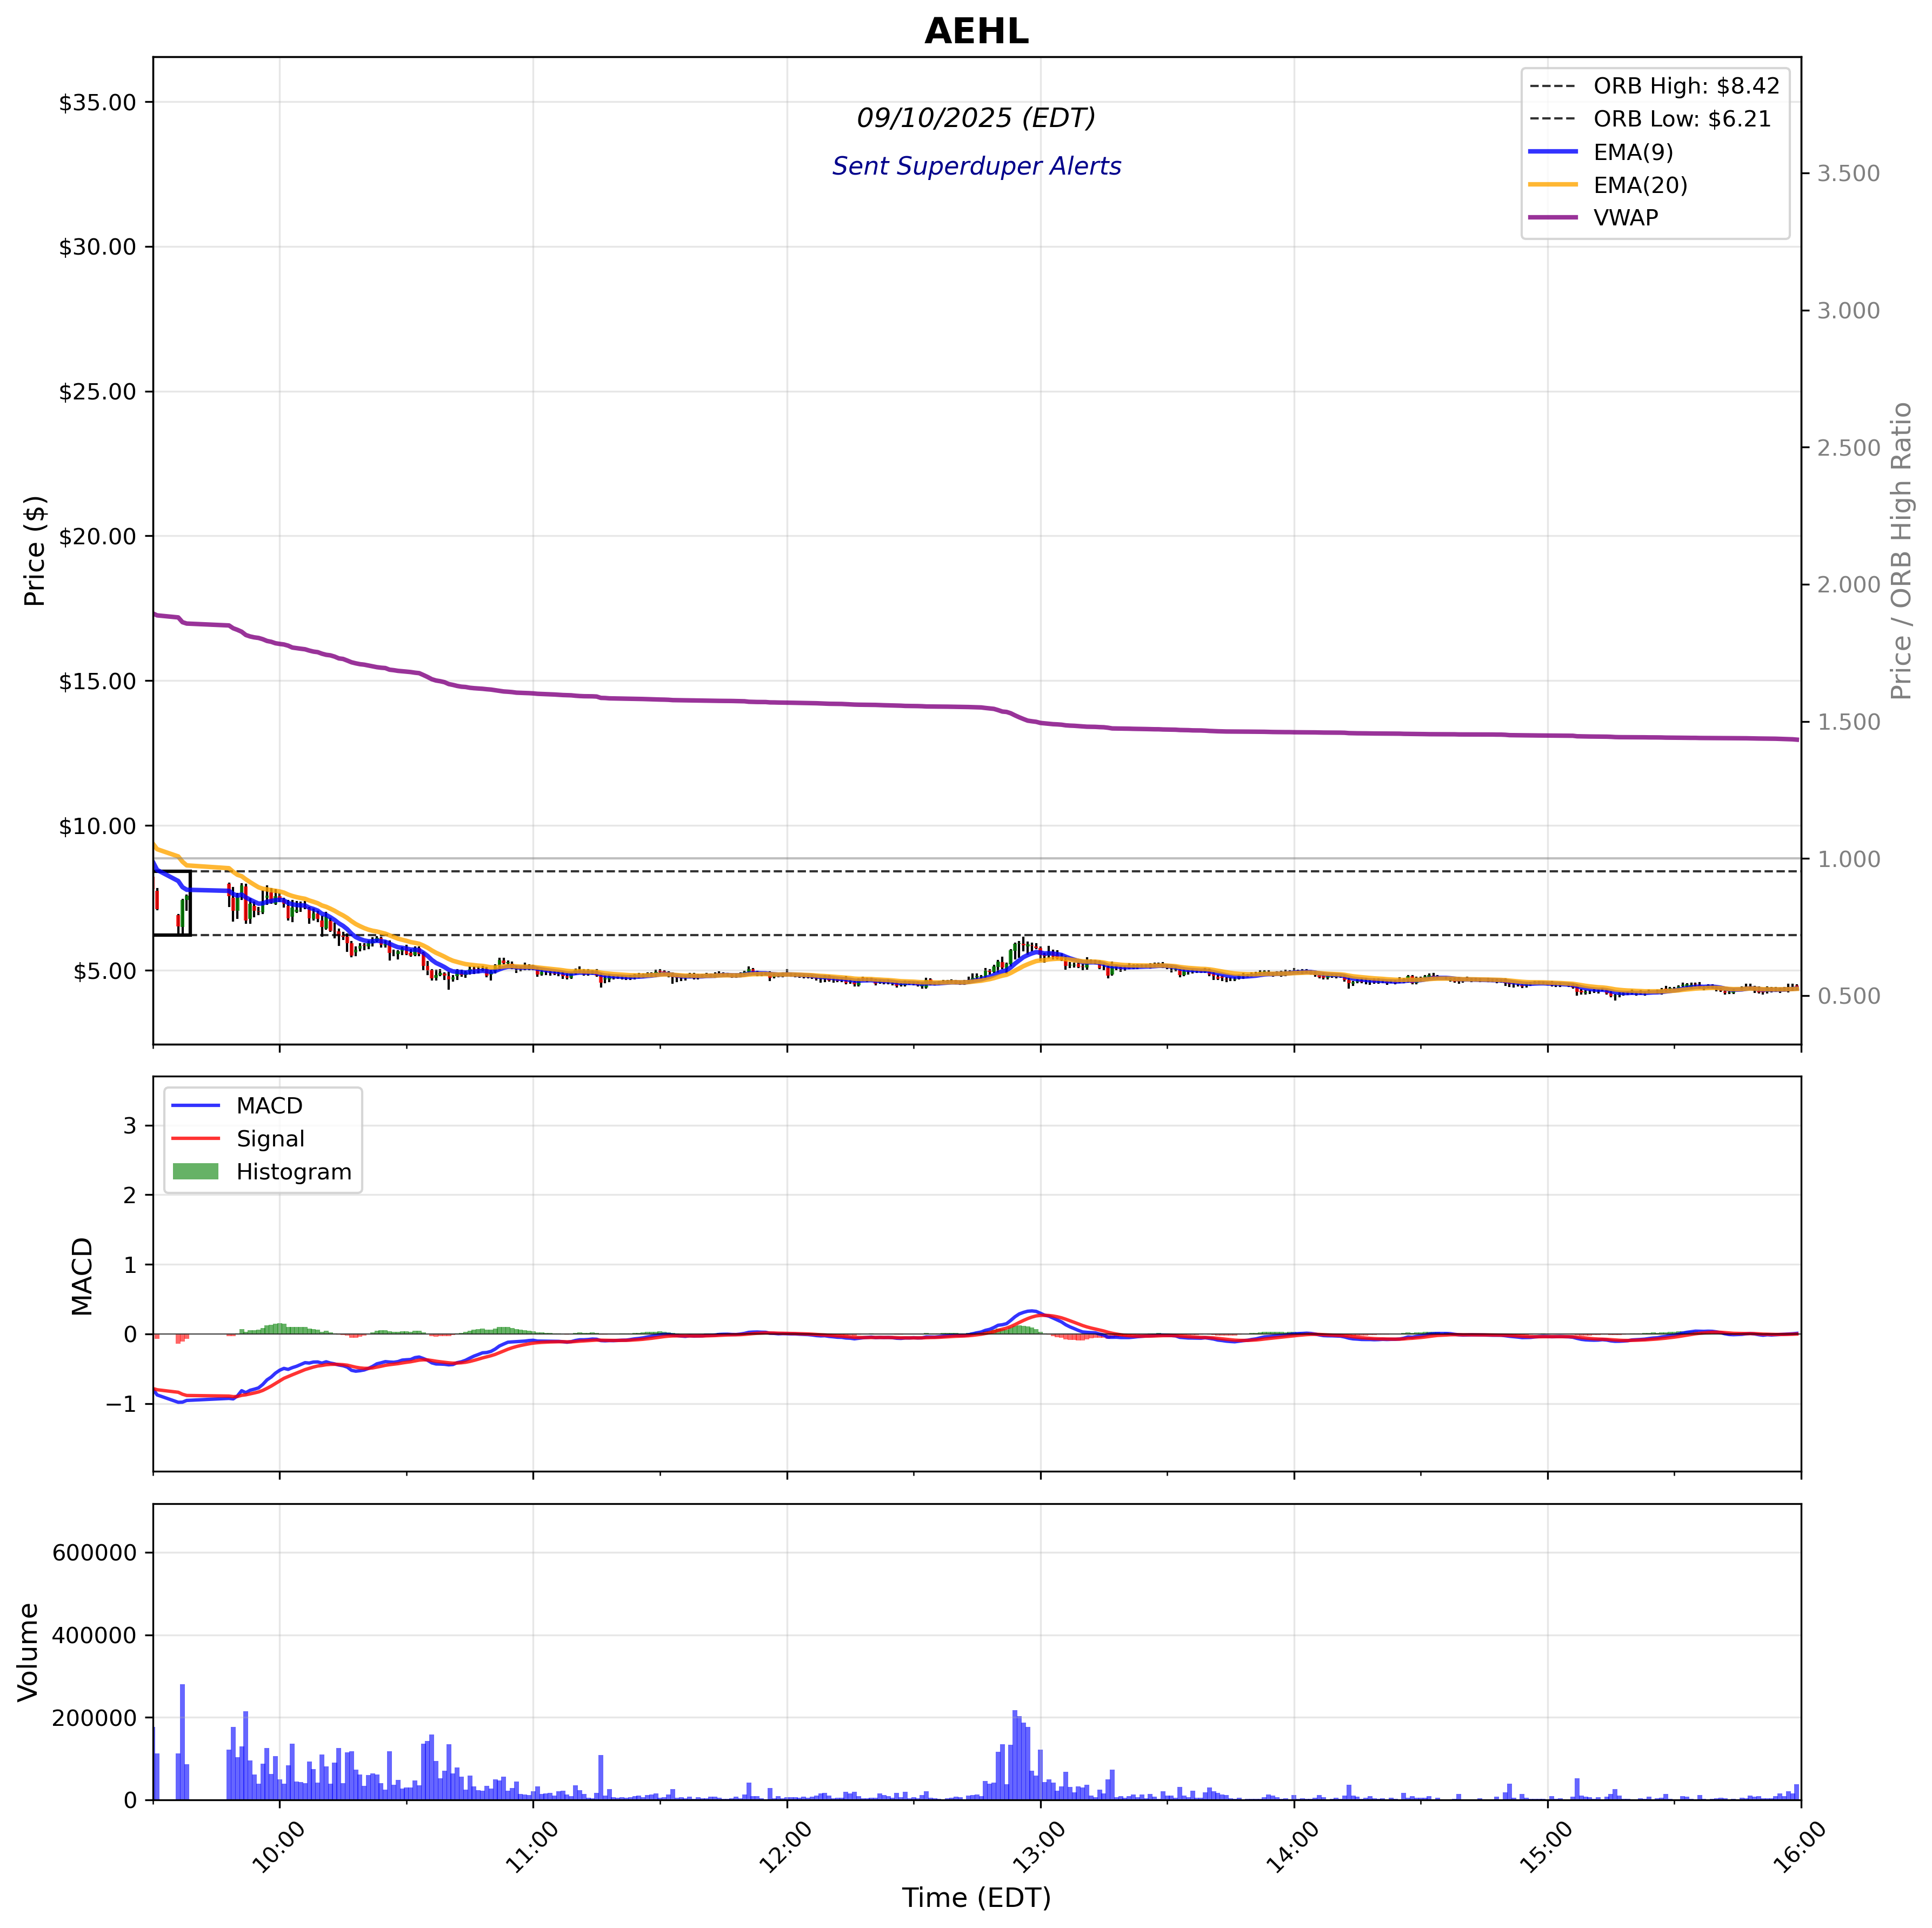 AEHL
09/10/2025 (EDT)
Sent Superduper Alerts
ORB High: $8.42
ORB Low: $6.21
EMA(9)
EMA(20)
VWAP
Price ($)
$35.00
$30.00
$25.00
$20.00
$15.00
$10.00
$5.00
Price / ORB High Ratio
3.500
3.000
2.500
2.000
1.500
1.000
0.500
MACD
Signal
Histogram
MACD
3
2
1
0
−1
Volume
600000
400000
200000
0
10:00
11:00
12:00
13:00
14:00
15:00
16:00
Time (EDT)